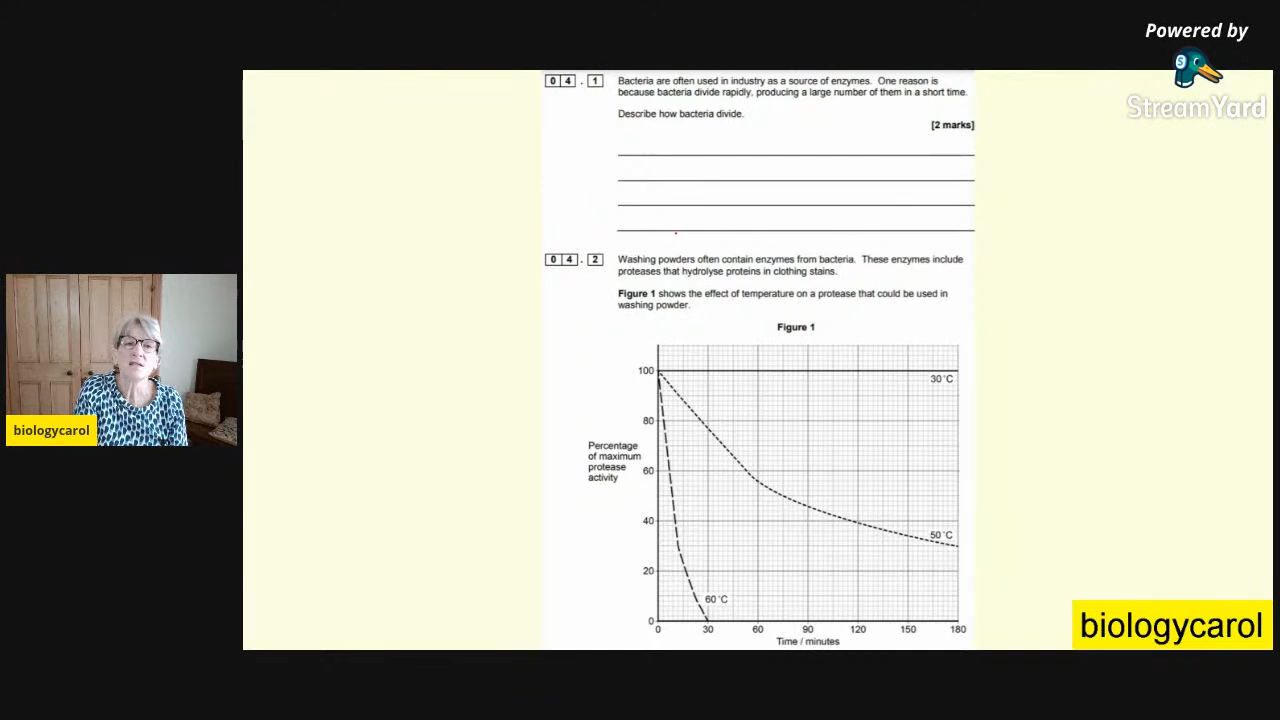 Powered by
StreamYard
04.1
Bacteria are often used in industry as a source of enzymes. One reason is
because bacteria divide rapidly, producing a large number of them in a short time.
Describe how bacteria divide.
[2 marks]
04.2
Washing powders often contain enzymes from bacteria. These enzymes include
proteases that hydrolyse proteins in clothing stains.
Figure 1 shows the effect of temperature on a protease that could be used in
washing powder.
Figure 1
100
80
60
40
20
0
Percentage
of maximum
protease
activity
30 °C
50 °C
60 °C
0 30 60 90 120 150 180
Time / minutes
biologycarol
biologycarol